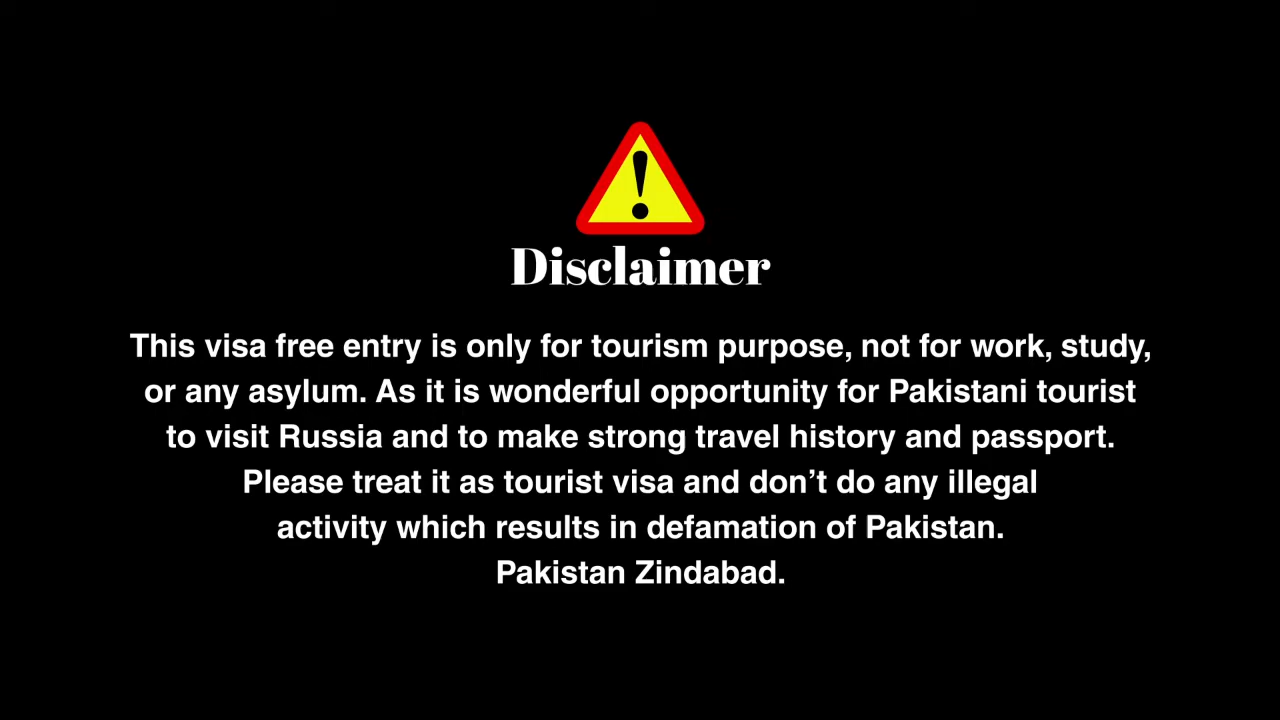 Disclaimer
This visa free entry is only for tourism purpose, not for work, study,
or any asylum. As it is wonderful opportunity for Pakistani tourist
to visit Russia and to make strong travel history and passport.
Please treat it as tourist visa and don’t do any illegal
activity which results in defamation of Pakistan.
Pakistan Zindabad.